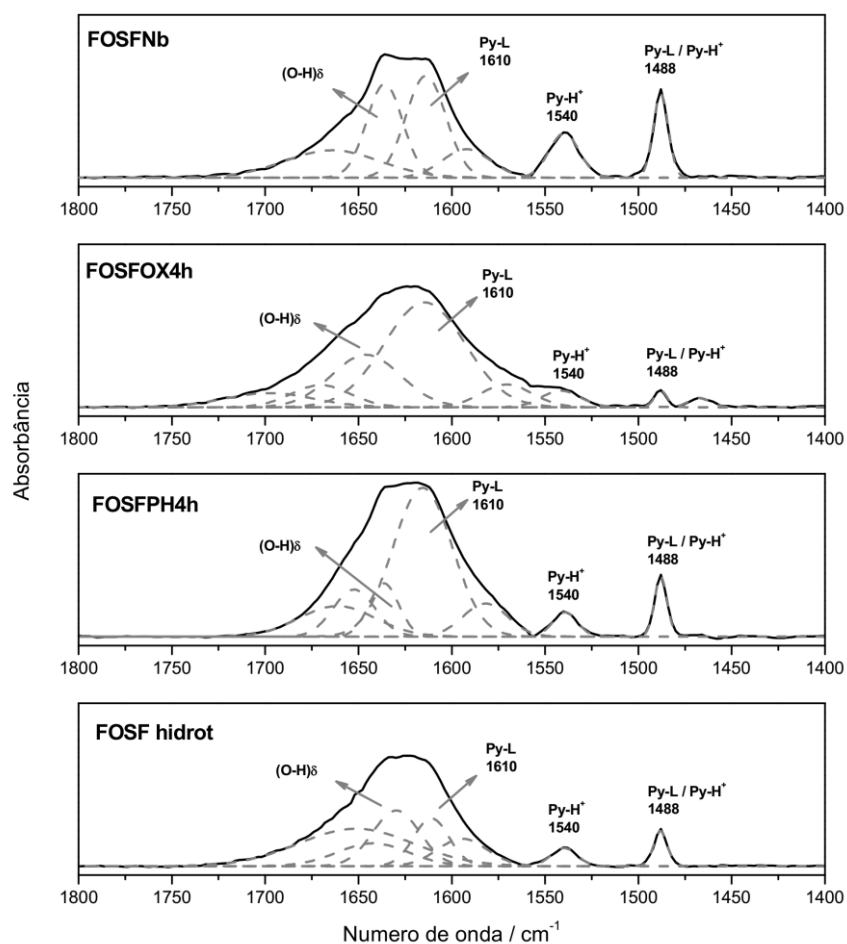 FOSFNb
(O-H)δ
Py-L
1610
Py-H⁺
1540
Py-L / Py-H⁺
1488
1800 1750 1700 1650 1600 1550 1500 1450 1400
FOSFOX4h
(O-H)δ
Py-L
1610
Py-H⁺
1540
Py-L / Py-H⁺
1488
1800 1750 1700 1650 1600 1550 1500 1450 1400
Absorbância
FOSFPH4h
(O-H)δ
Py-L
1610
Py-H⁺
1540
Py-L / Py-H⁺
1488
1800 1750 1700 1650 1600 1550 1500 1450 1400
FOSF hidrot
(O-H)δ
Py-L
1610
Py-H⁺
1540
Py-L / Py-H⁺
1488
1800 1750 1700 1650 1600 1550 1500 1450 1400
Numero de onda / cm⁻¹